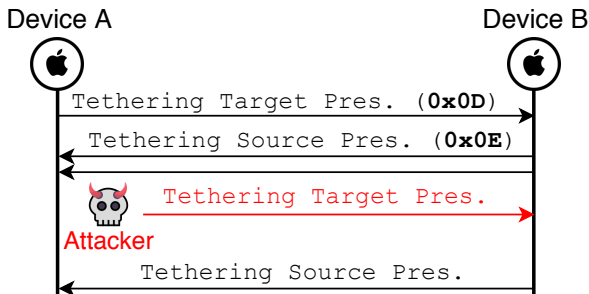 Device A
Device B
Tethering Target Pres. (0x0D)
Tethering Source Pres. (0x0E)
Tethering Target Pres.
Attacker
Tethering Source Pres.